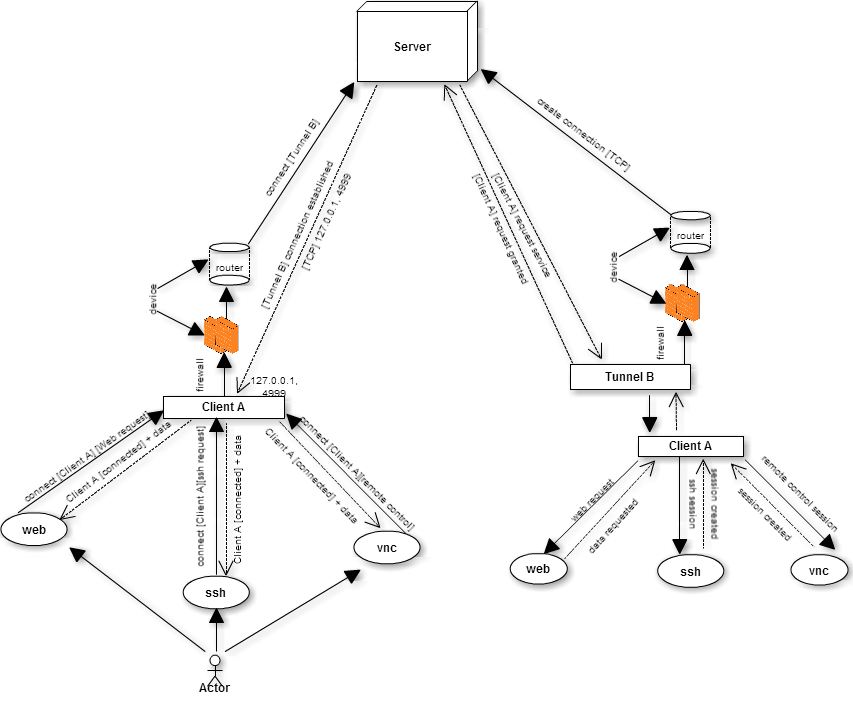 Server
connect [Tunnel B]
[Tunnel B] connection established
[TCP] 127.0.0.1, 4999
[Client A] request granted
[Client A] request service
create connection [TCP]
router
router
device
device
firewall
firewall
127.0.0.1,
4999
Client A
Tunnel B
connect [Client A] [Web request]
Client A [connected] + data
connect [Client A][ssh request]
Client A [connected] + data
connect [Client A][remote control]
Client A [connected] + data
Client A
web request
data requested
ssh session
session created
remote control session
session created
web
ssh
vnc
web
ssh
vnc
Actor